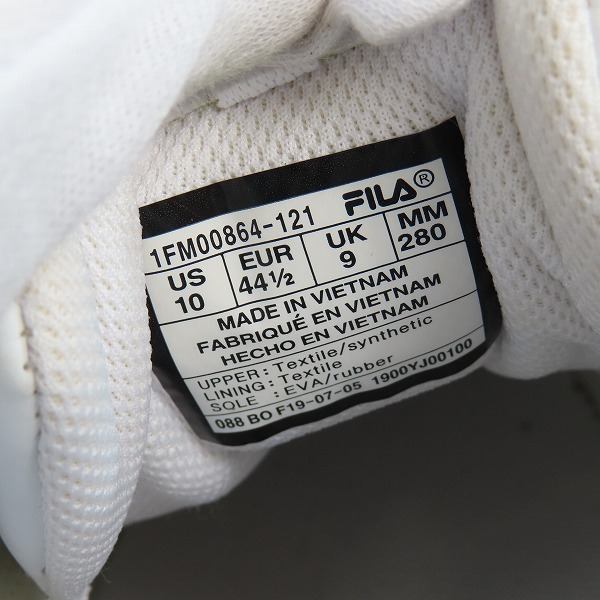 1FM00864-121 FILA®
US EUR UK MM
10 44½ 9 280
MADE IN VIETNAM
FABRIQUÉ EN VIETNAM
HECHO EN VIETNAM
UPPER: Textile/synthetic
LINING: Textile
SOLE : EVA/rubber
088 BO F19-07-05 1900YJ00100